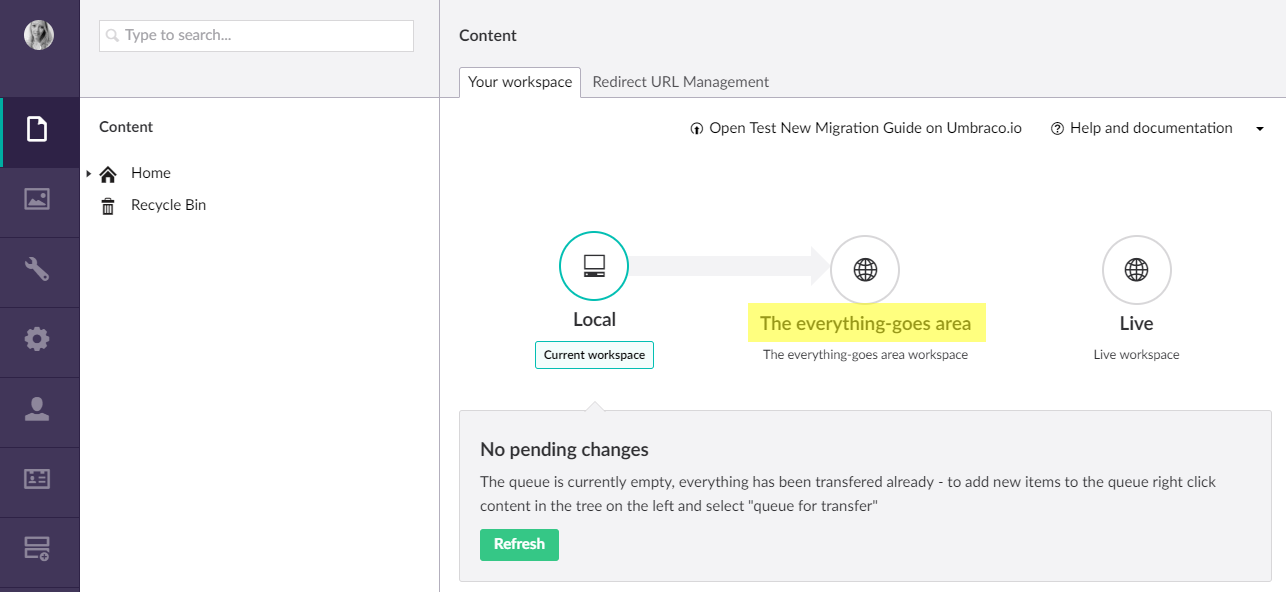 Type to search...
Content
Your workspace
Redirect URL Management
Content
Home
Recycle Bin
Open Test New Migration Guide on Umbraco.io
Help and documentation
Local
Current workspace
The everything-goes area
The everything-goes area workspace
Live
Live workspace
No pending changes
The queue is currently empty, everything has been transfered already - to add new items to the queue right click
content in the tree on the left and select "queue for transfer"
Refresh